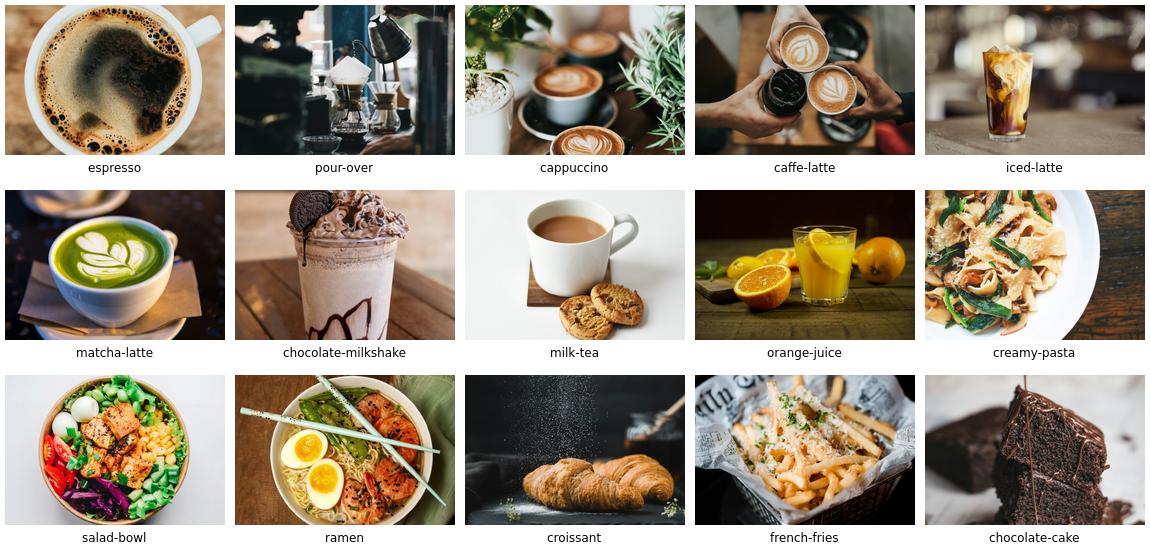 espresso
pour-over
cappuccino
caffe-latte
iced-latte
matcha-latte
chocolate-milkshake
milk-tea
orange-juice
creamy-pasta
salad-bowl
ramen
croissant
french-fries
chocolate-cake